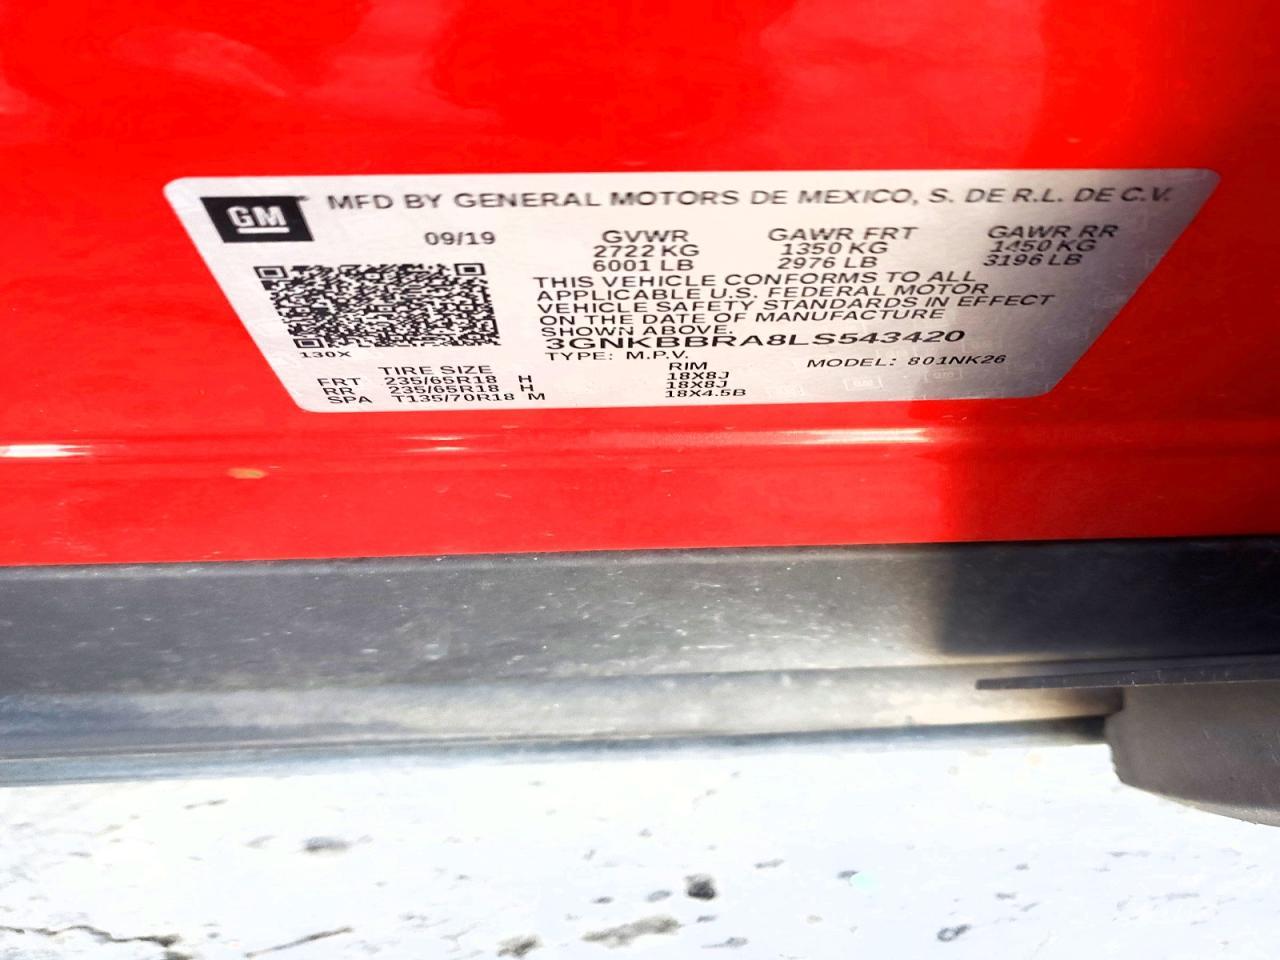 GM MFD BY GENERAL MOTORS DE MEXICO, S. DE R.L. DE C.V.
09/19 GVWR GAWR FRT GAWR RR
2722 KG 1350 KG 1450 KG
6001 LB 2976 LB 3196 LB
THIS VEHICLE CONFORMS TO ALL
APPLICABLE U.S. FEDERAL MOTOR
VEHICLE SAFETY STANDARDS IN EFFECT
ON THE DATE OF MANUFACTURE
SHOWN ABOVE.
3GNKBBRA8LS543420
130X TYPE: M.P.V. MODEL: 801NK26
TIRE SIZE RIM
FRT 235/65R18 H 18X8J
RR 235/65R18 H 18X8J
SPA T135/70R18 M 18X4.5B